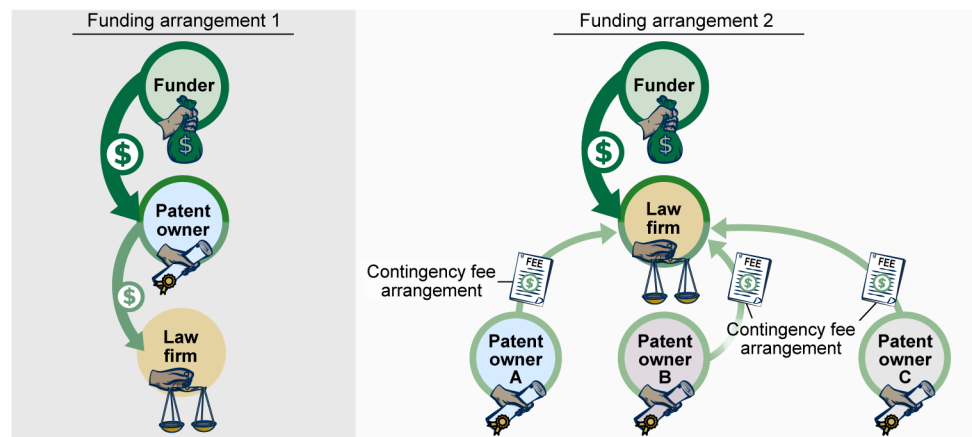 Funding arrangement 1
Funder
$
$
Patent
owner
$
Law
firm
Funding arrangement 2
Funder
$
$
Law
firm
Contingency fee
arrangement
FEE
$
FEE
$
FEE
$
Contingency fee
arrangement
Patent
owner
A
Patent
owner
B
Patent
owner
C